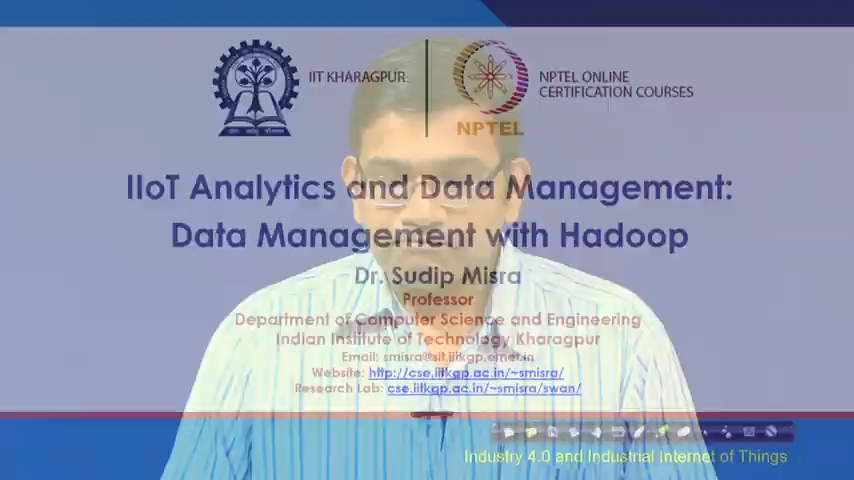 IIT KHARAGPUR
NPTEL ONLINE
CERTIFICATION COURSES
NPTEL
IIoT Analytics and Data Management:
Data Management with Hadoop
Dr. Sudip Misra
Professor
Department of Computer Science and Engineering
Indian Institute of Technology Kharagpur
Email: smisra@sit.iitkgp.ernet.in
Website: http://cse.iitkgp.ac.in/~smisra/
Research Lab: cse.iitkgp.ac.in/~smisra/swan/
Industry 4.0 and Industrial Internet of Things